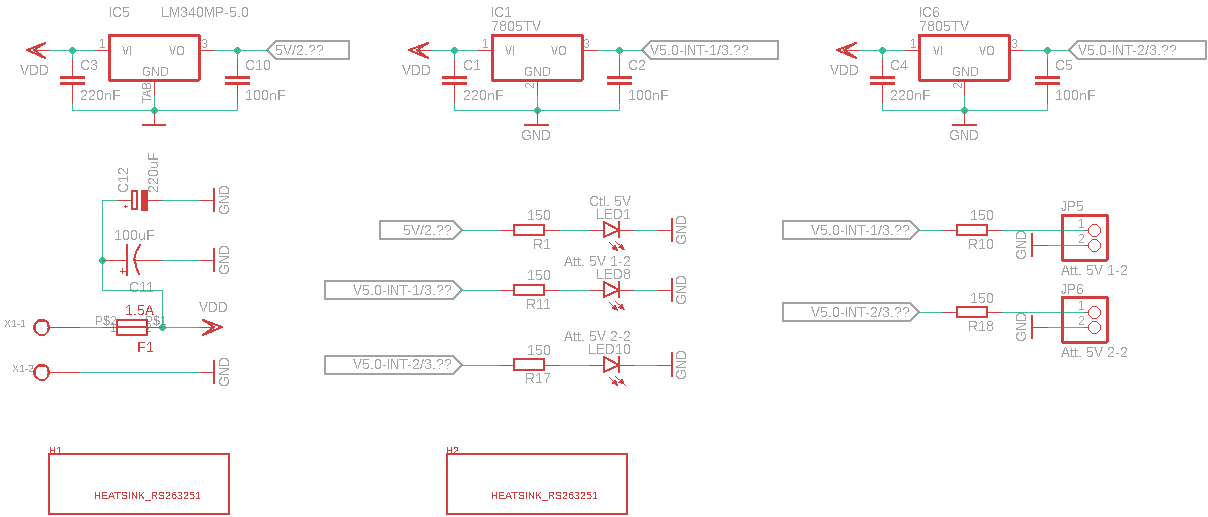 IC5 LM340MP-5.0
1 VI VO 3
GND
TAB
VDD
C3
220nF
C10
100nF
5V/2.??
IC1
7805TV
1 VI VO 3
GND
2
VDD
C1
220nF
C2
100nF
V5.0-INT-1/3.??
GND
IC6
7805TV
1 VI VO 3
GND
2
VDD
C4
220nF
C5
100nF
V5.0-INT-2/3.??
GND
C12
220uF
+
GND
100uF
+
C11
GND
1.5A
VDD
X1-1
P$2
P$1
F1
X1-2
GND
5V/2.??
150
R1
Ctl. 5V
LED1
GND
V5.0-INT-1/3.??
150
R11
Att. 5V 1-2
LED8
GND
V5.0-INT-2/3.??
150
R17
Att. 5V 2-2
LED10
GND
V5.0-INT-1/3.??
150
R10
GND
JP5
1
2
Att. 5V 1-2
V5.0-INT-2/3.??
150
R18
GND
JP6
1
2
Att. 5V 2-2
H1
HEATSINK_RS263251
H2
HEATSINK_RS263251